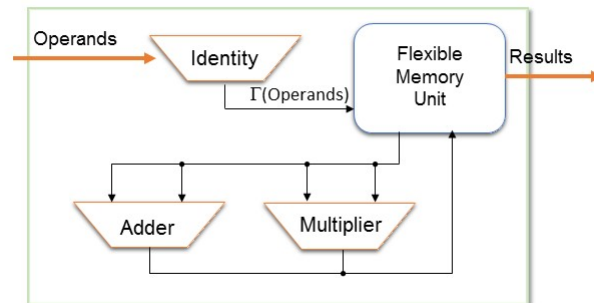 Operands
Identity
Γ(Operands)
Flexible
Memory
Unit
Results
Adder
Multiplier